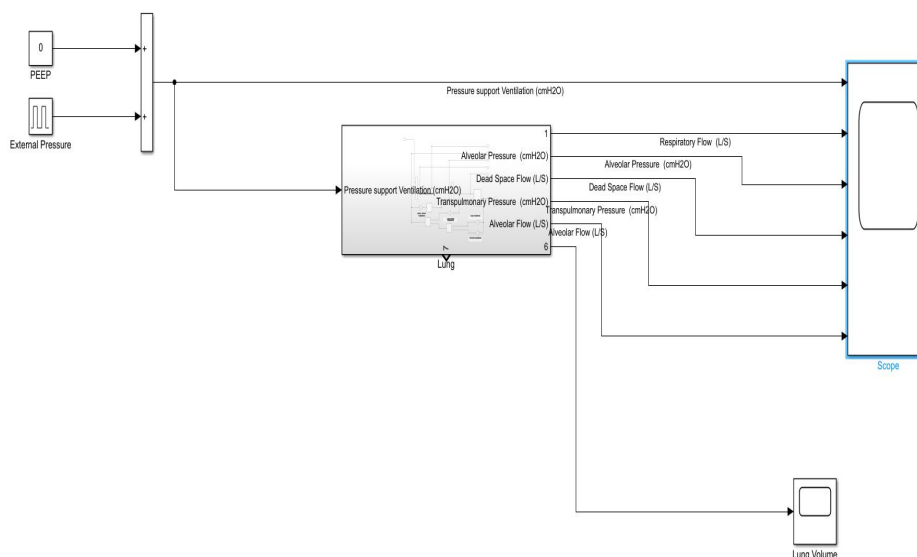 0
+
PEEP
+
External Pressure
Pressure support Ventilation (cmH2O)
1
Respiratory Flow (L/S)
Alveolar Pressure (cmH2O)
Alveolar Pressure (cmH2O)
Dead Space Flow (L/S)
Dead Space Flow (L/S)
Pressure support Ventilation (cmH2O)
Transpulmonary Pressure (cmH2O)
Transpulmonary Pressure (cmH2O)
Alveolar Flow (L/S)
Alveolar Flow (L/S)
6
7
Lung
Scope
Lung Volume